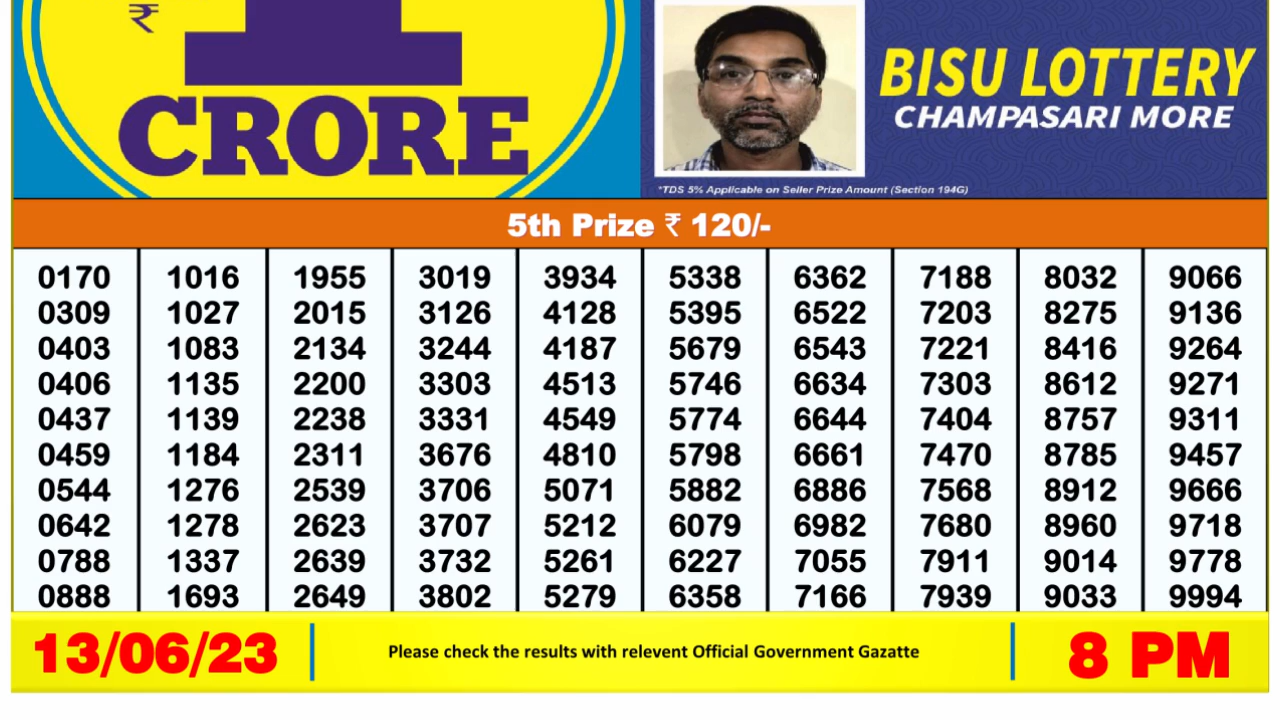 ₹
1
CRORE
BISU LOTTERY
CHAMPASARI MORE
*TDS 5% Applicable on Seller Prize Amount (Section 194G)
5th Prize ₹ 120/-
0170 1016 1955 3019 3934 5338 6362 7188 8032 9066
0309 1027 2015 3126 4128 5395 6522 7203 8275 9136
0403 1083 2134 3244 4187 5679 6543 7221 8416 9264
0406 1135 2200 3303 4513 5746 6634 7303 8612 9271
0437 1139 2238 3331 4549 5774 6644 7404 8757 9311
0459 1184 2311 3676 4810 5798 6661 7470 8785 9457
0544 1276 2539 3706 5071 5882 6886 7568 8912 9666
0642 1278 2623 3707 5212 6079 6982 7680 8960 9718
0788 1337 2639 3732 5261 6227 7055 7911 9014 9778
0888 1693 2649 3802 5279 6358 7166 7939 9033 9994
13/06/23 Please check the results with relevent Official Government Gazatte 8 PM